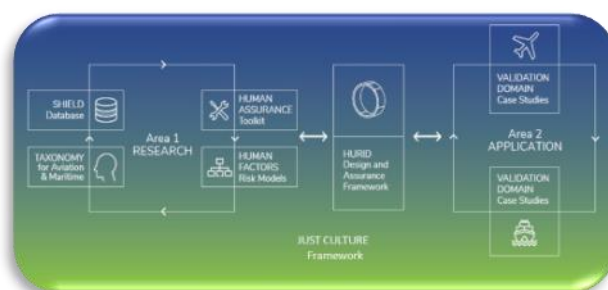 SHIELD
Database
TAXONOMY
for Aviation
& Maritime
Area 1
RESEARCH
HUMAN
ASSURANCE
Toolkit
HUMAN
FACTORS
Risk Models
HURID
Design and
Assurance
Framework
VALIDATION
DOMAIN
Case Studies
Area 2
APPLICATION
VALIDATION
DOMAIN
Case Studies
JUST CULTURE
Framework